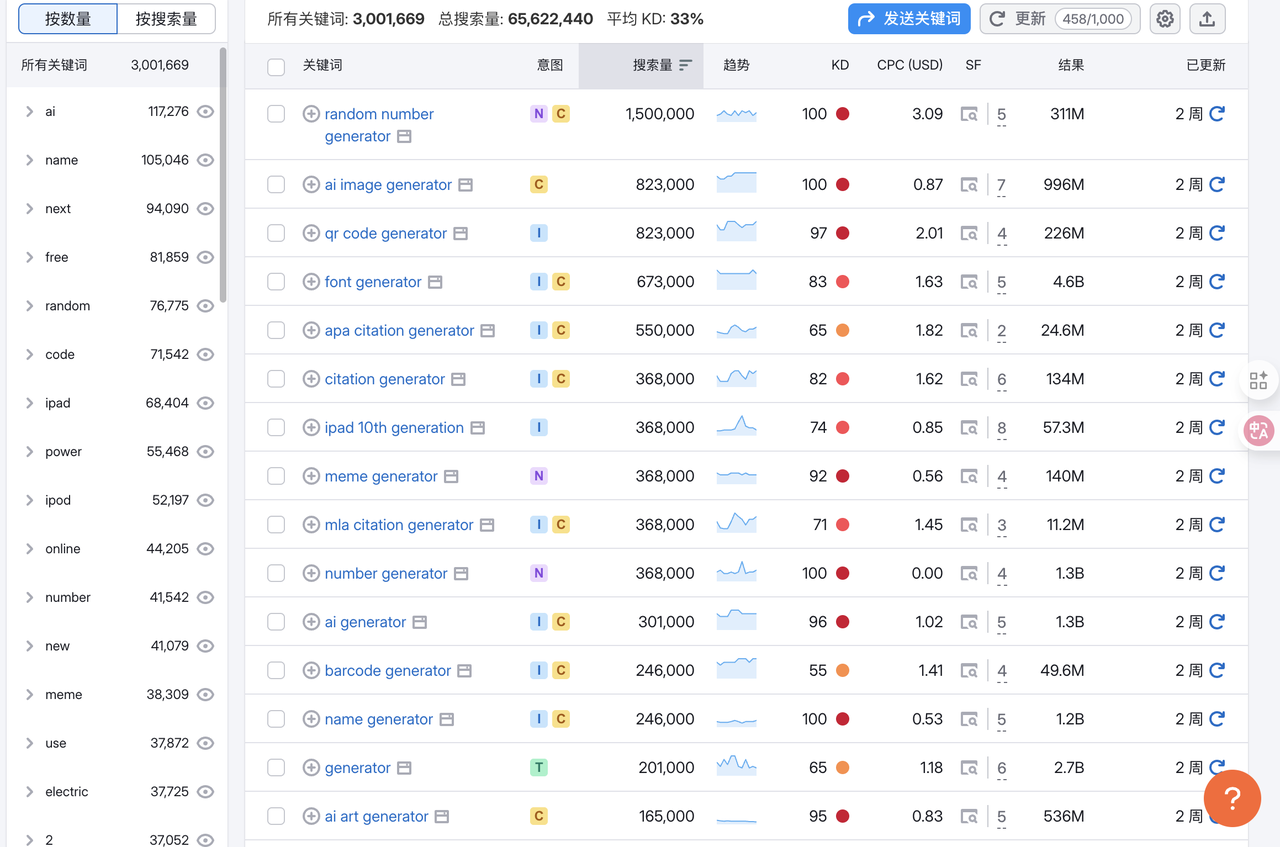 按数量 按搜索量
所有关键词: 3,001,669 总搜索量: 65,622,440 平均 KD: 33%
发送关键词 更新 458/1,000
所有关键词 3,001,669
ai 117,276
name 105,046
next 94,090
free 81,859
random 76,775
code 71,542
ipad 68,404
power 55,468
ipod 52,197
online 44,205
number 41,542
new 41,079
meme 38,309
use 37,872
electric 37,725
2 37,052
关键词 意图 搜索量 趋势 KD CPC (USD) SF 结果 已更新
random number N C 1,500,000 100 3.09 5 311M 2 周
generator
ai image generator C 823,000 100 0.87 7 996M 2 周
qr code generator I 823,000 97 2.01 4 226M 2 周
font generator I C 673,000 83 1.63 5 4.6B 2 周
apa citation generator I C 550,000 65 1.82 2 24.6M 2 周
citation generator I C 368,000 82 1.62 6 134M 2 周
ipad 10th generation I 368,000 74 0.85 8 57.3M 2 周
meme generator N 368,000 92 0.56 4 140M 2 周
mla citation generator I C 368,000 71 1.45 3 11.2M 2 周
number generator N 368,000 100 0.00 4 1.3B 2 周
ai generator I C 301,000 96 1.02 5 1.3B 2 周
barcode generator I C 246,000 55 1.41 4 49.6M 2 周
name generator I C 246,000 100 0.53 5 1.2B 2 周
generator T 201,000 65 1.18 6 2.7B 2 周
ai art generator C 165,000 95 0.83 5 536M 2 周
中A
?